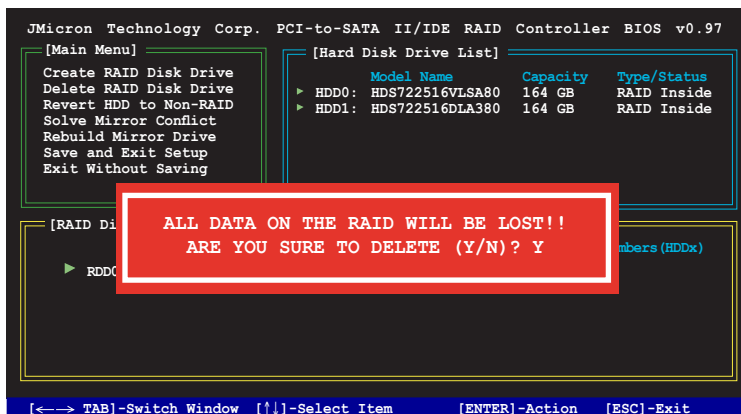 JMicron Technology Corp. PCI-to-SATA II/IDE RAID Controller BIOS v0.97
[Main Menu]
Create RAID Disk Drive
Delete RAID Disk Drive
Revert HDD to Non-RAID
Solve Mirror Conflict
Rebuild Mirror Drive
Save and Exit Setup
Exit Without Saving
[Hard Disk Drive List]
Model Name Capacity Type/Status
HDD0: HDS722516VLSA80 164 GB RAID Inside
HDD1: HDS722516DLA380 164 GB RAID Inside
[RAID Di
ALL DATA ON THE RAID WILL BE LOST!!
ARE YOU SURE TO DELETE (Y/N)? Y
mbers(HDDx)
RDD0
[←→ TAB]-Switch Window [↑↓]-Select Item [ENTER]-Action [ESC]-Exit